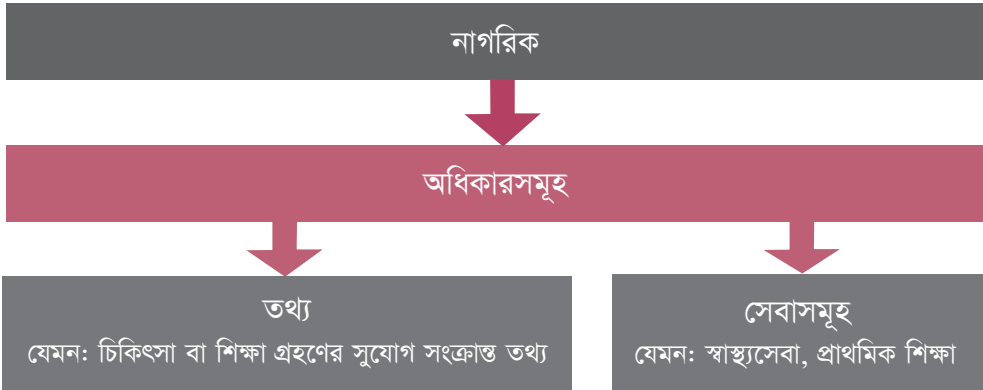 নাগরিক
অধিকারসমূহ
তথ্য
যেমন: চিকিৎসা বা শিক্ষা গ্রহণের সুযোগ সংক্রান্ত তথ্য
সেবাসমূহ
যেমন: স্বাস্থ্যসেবা, প্রাথমিক শিক্ষা